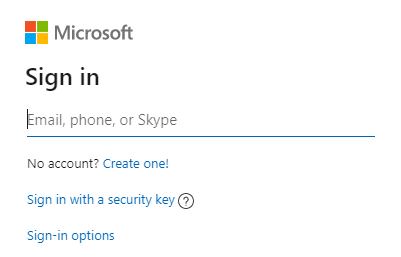 Microsoft
Sign in
Email, phone, or Skype
No account? Create one!
Sign in with a security key ?
Sign-in options